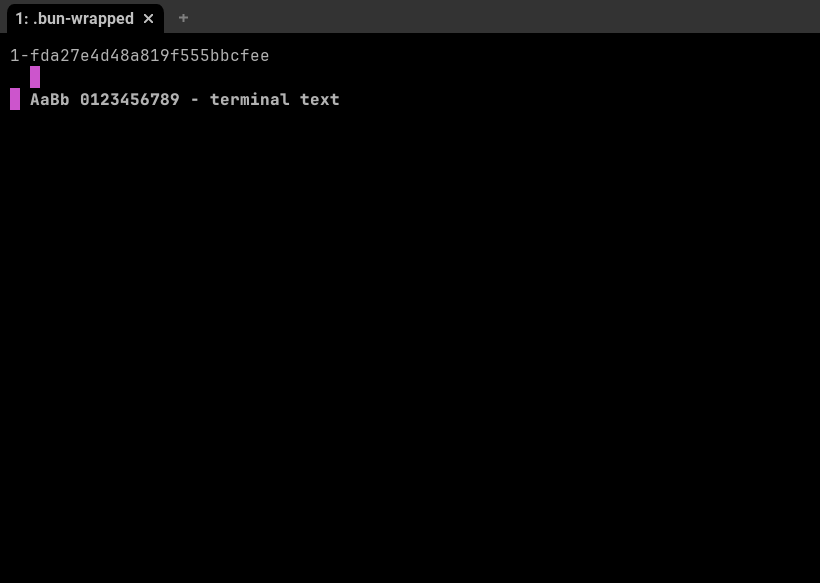 1: .bun-wrapped × +
1-fda27e4d48a819f555bbcfee
AaBb 0123456789 - terminal text